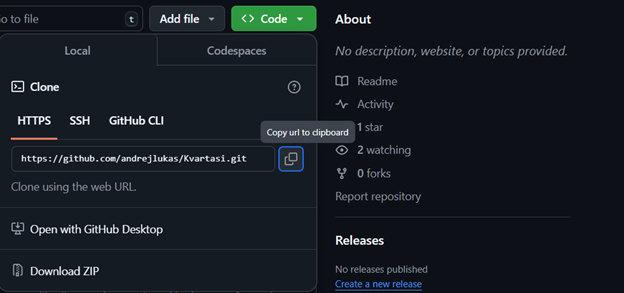 o to file
t
Add file
Code
Local
Codespaces
Clone
?
HTTPS
SSH
GitHub CLI
Copy url to clipboard
https://github.com/andrejlukas/Kvartasi.git
Clone using the web URL.
Open with GitHub Desktop
Download ZIP
About
No description, website, or topics provided.
Readme
Activity
1 star
2 watching
0 forks
Report repository
Releases
No releases published
Create a new release